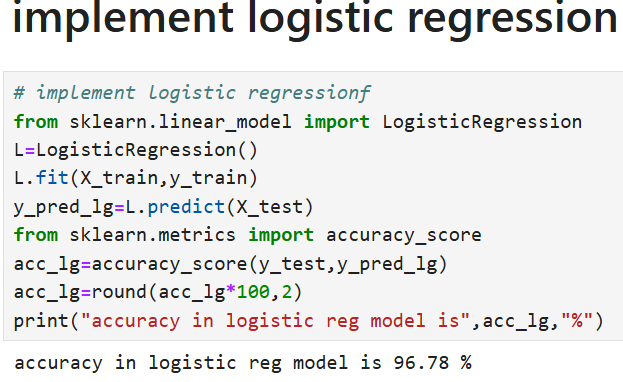 implement logistic regression
# implement logistic regressionf
from sklearn.linear_model import LogisticRegression
L=LogisticRegression()
L.fit(X_train,y_train)
y_pred_lg=L.predict(X_test)
from sklearn.metrics import accuracy_score
acc_lg=accuracy_score(y_test,y_pred_lg)
acc_lg=round(acc_lg*100,2)
print("accuracy in logistic reg model is",acc_lg,"%")
accuracy in logistic reg model is 96.78 %